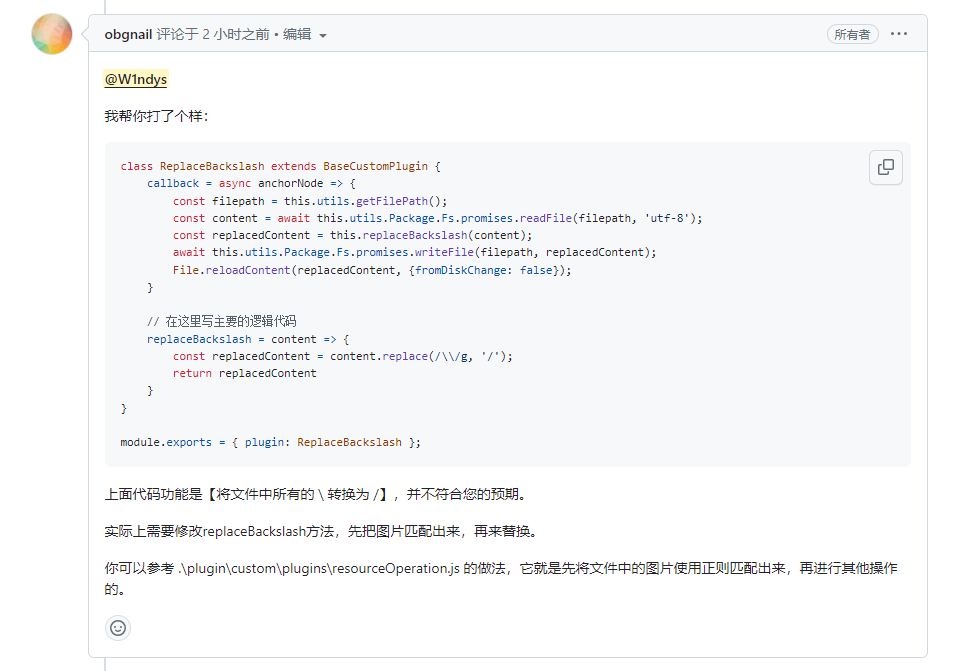 obgnail 评论于 2 小时之前 • 编辑
所有者
@W1ndys
我帮你打了个样：
class ReplaceBackslash extends BaseCustomPlugin {
    callback = async anchorNode => {
        const filepath = this.utils.getFilePath();
        const content = await this.utils.Package.Fs.promises.readFile(filepath, 'utf-8');
        const replacedContent = this.replaceBackslash(content);
        await this.utils.Package.Fs.promises.writeFile(filepath, replacedContent);
        File.reloadContent(replacedContent, {fromDiskChange: false});
    }
    // 在这里写主要的逻辑代码
    replaceBackslash = content => {
        const replacedContent = content.replace(/\\/g, '/');
        return replacedContent
    }
}
module.exports = { plugin: ReplaceBackslash };
上面代码功能是【将文件中所有的 \ 转换为 /】，并不符合您的预期。
实际上需要修改replaceBackslash方法，先把图片匹配出来，再来替换。
你可以参考 .\plugin\custom\plugins\resourceOperation.js 的做法，它就是先将文件中的图片使用正则匹配出来，再进行其他操作
的。